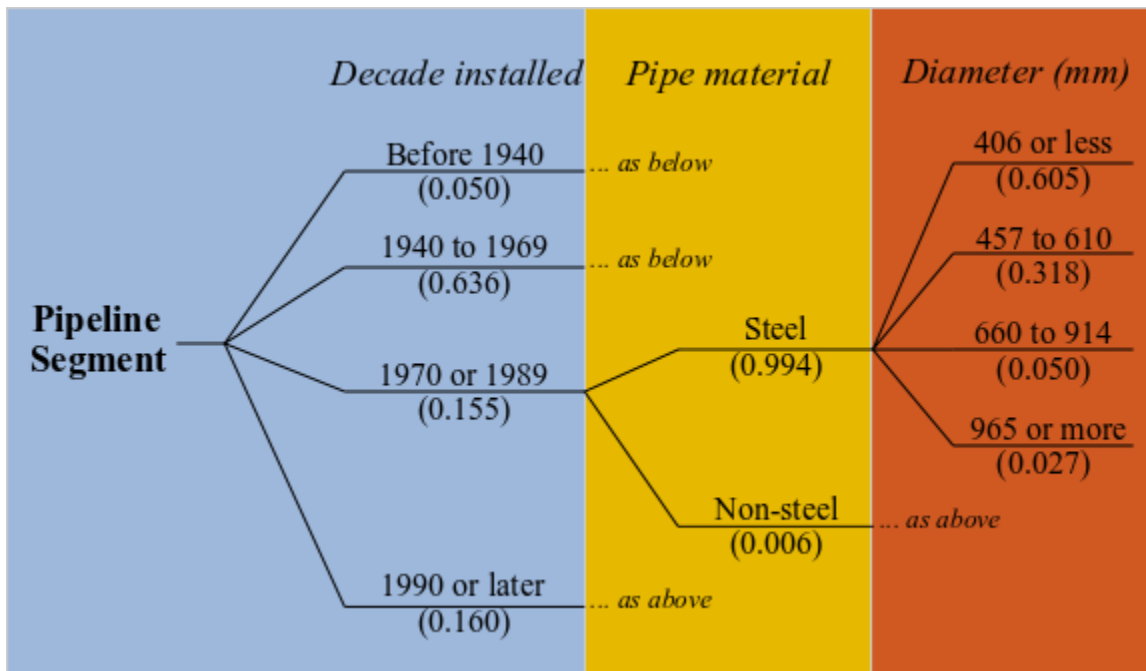 Decade installed
Pipe material
Diameter (mm)
Pipeline
Segment
Before 1940
(0.050)
... as below
1940 to 1969
(0.636)
... as below
1970 or 1989
(0.155)
1990 or later
(0.160)
... as above
Steel
(0.994)
Non-steel
(0.006)
... as above
406 or less
(0.605)
457 to 610
(0.318)
660 to 914
(0.050)
965 or more
(0.027)